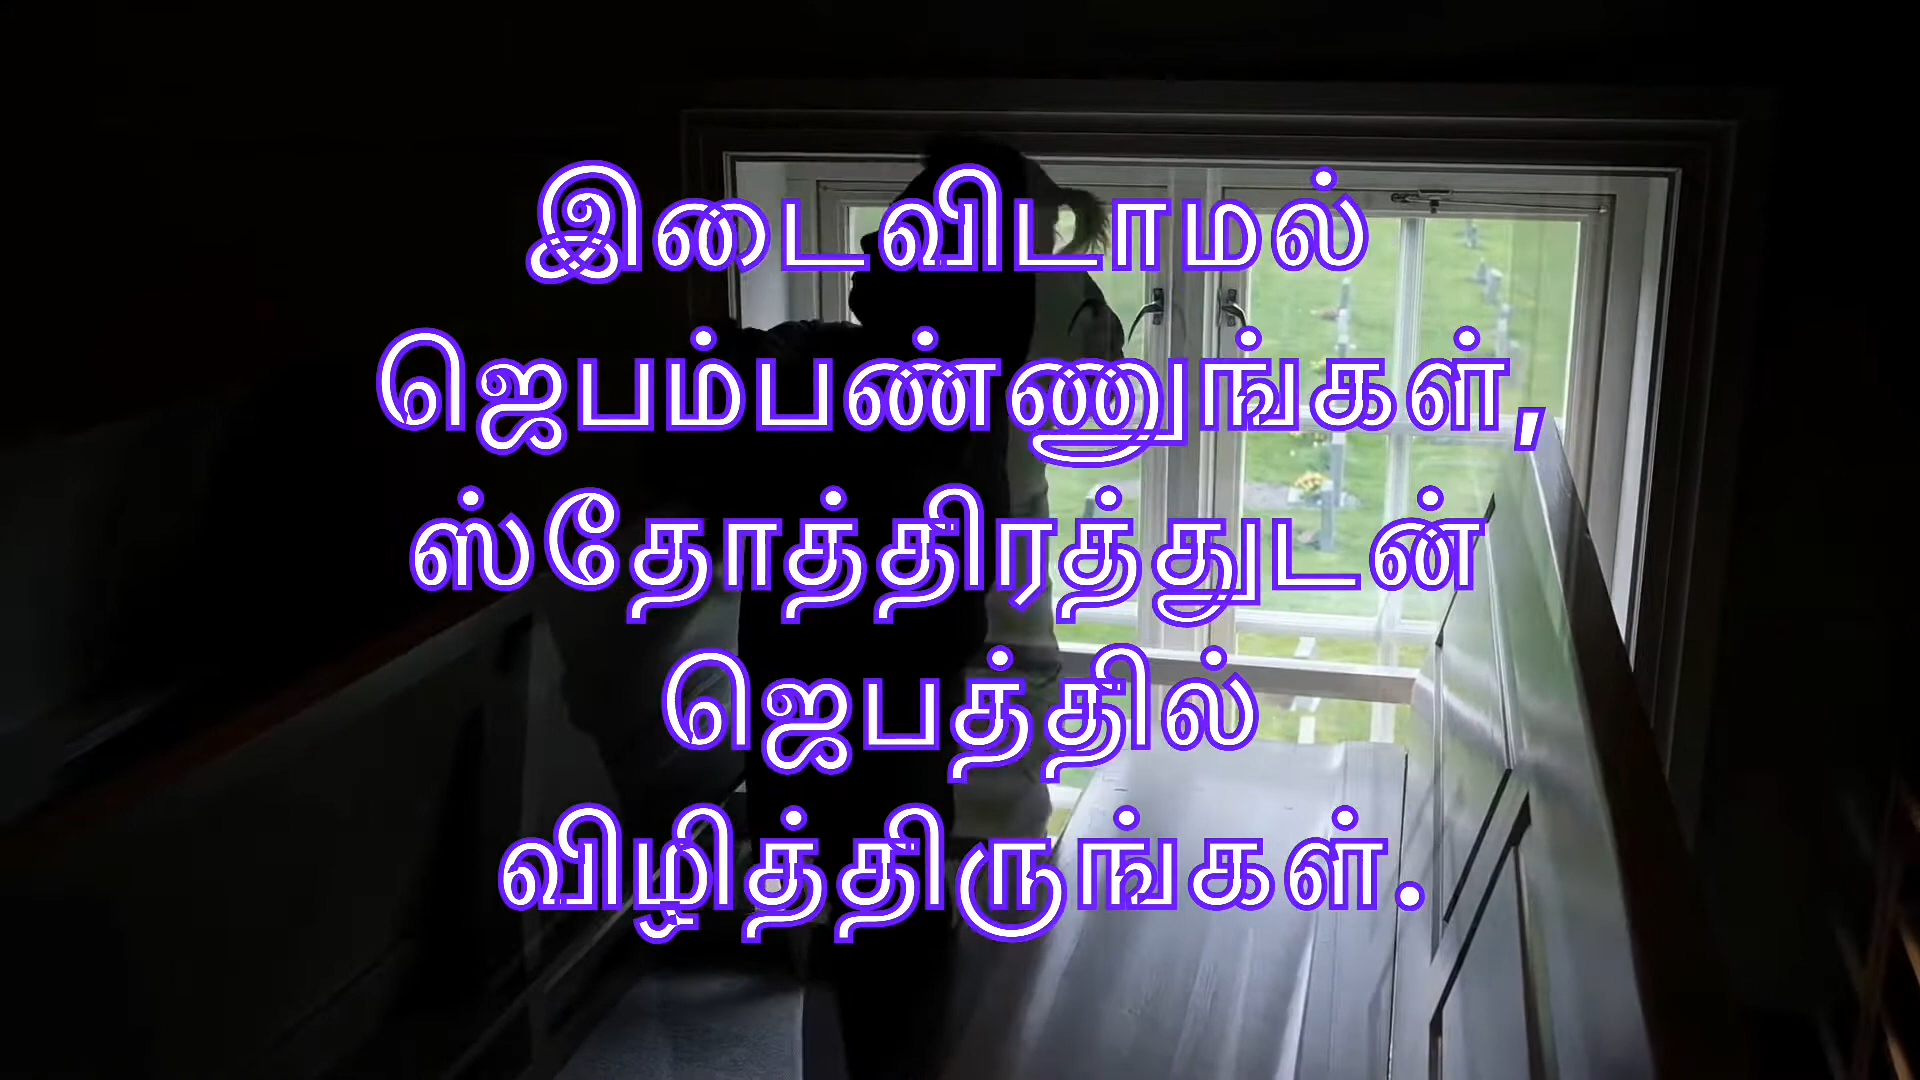 இடைவிடாமல்
ஜெபம்பண்ணுங்கள்,
ஸ்தோத்திரத்துடன்
ஜெபத்தில்
விழித்திருங்கள்.